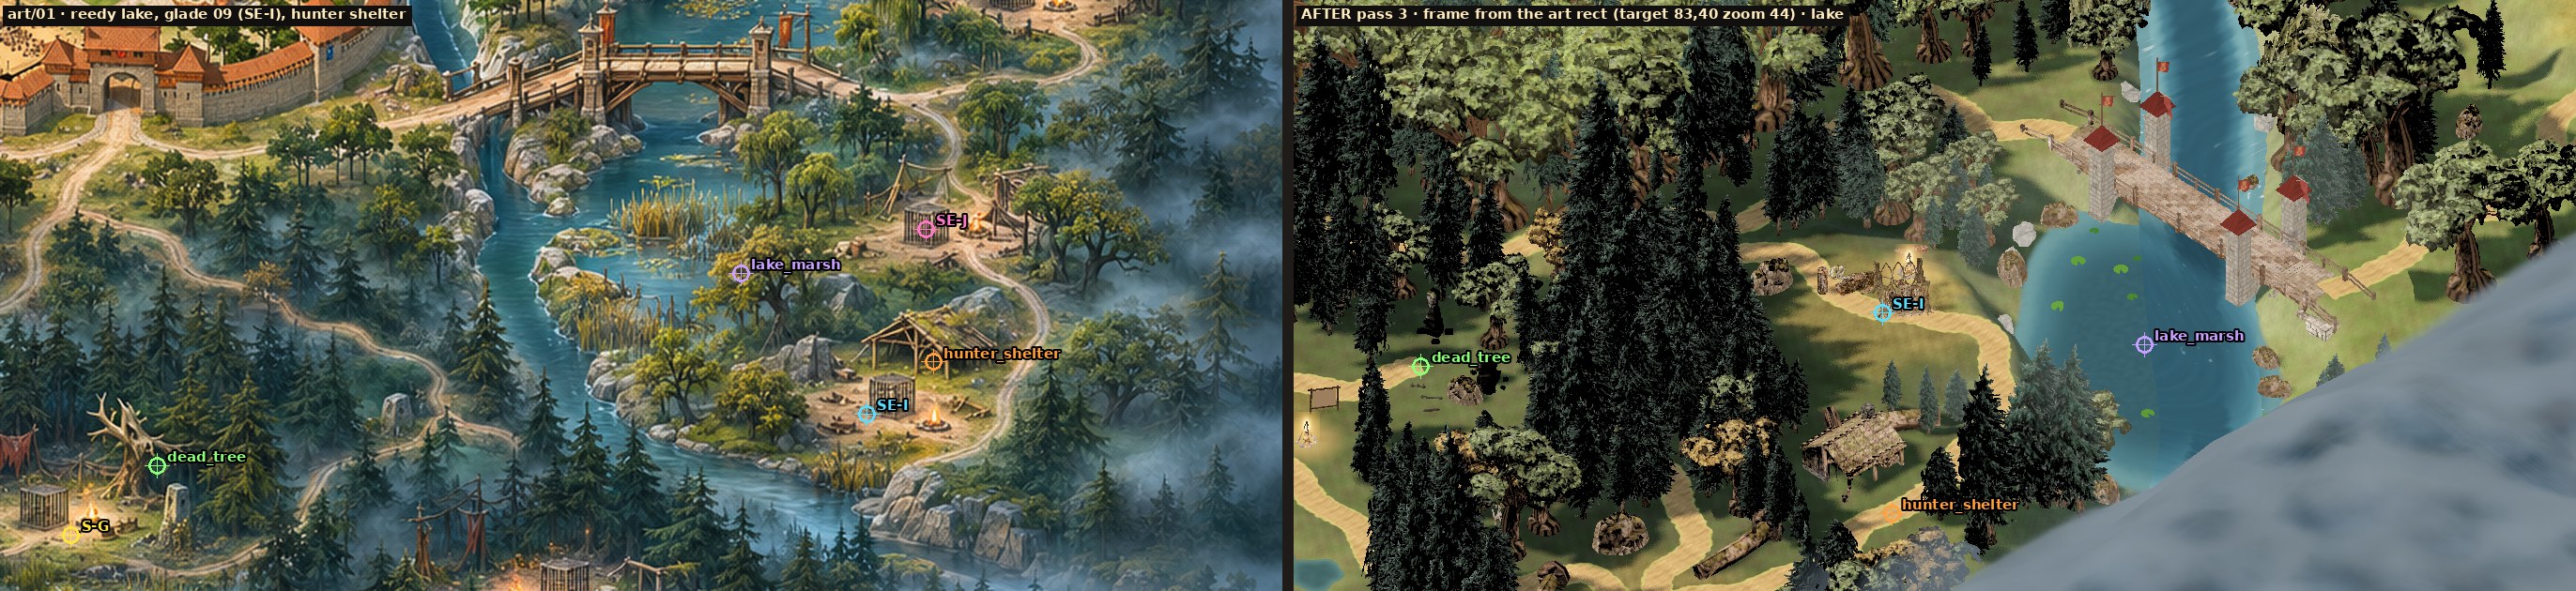 art/01 · reedy lake, glade 09 (SE-I), hunter shelter
SE-J
lake_marsh
hunter_shelter
SE-I
dead_tree
S-G
AFTER pass 3 · frame from the art rect (target 83,40 zoom 44) · lake
SE-I
lake_marsh
dead_tree
hunter_shelter